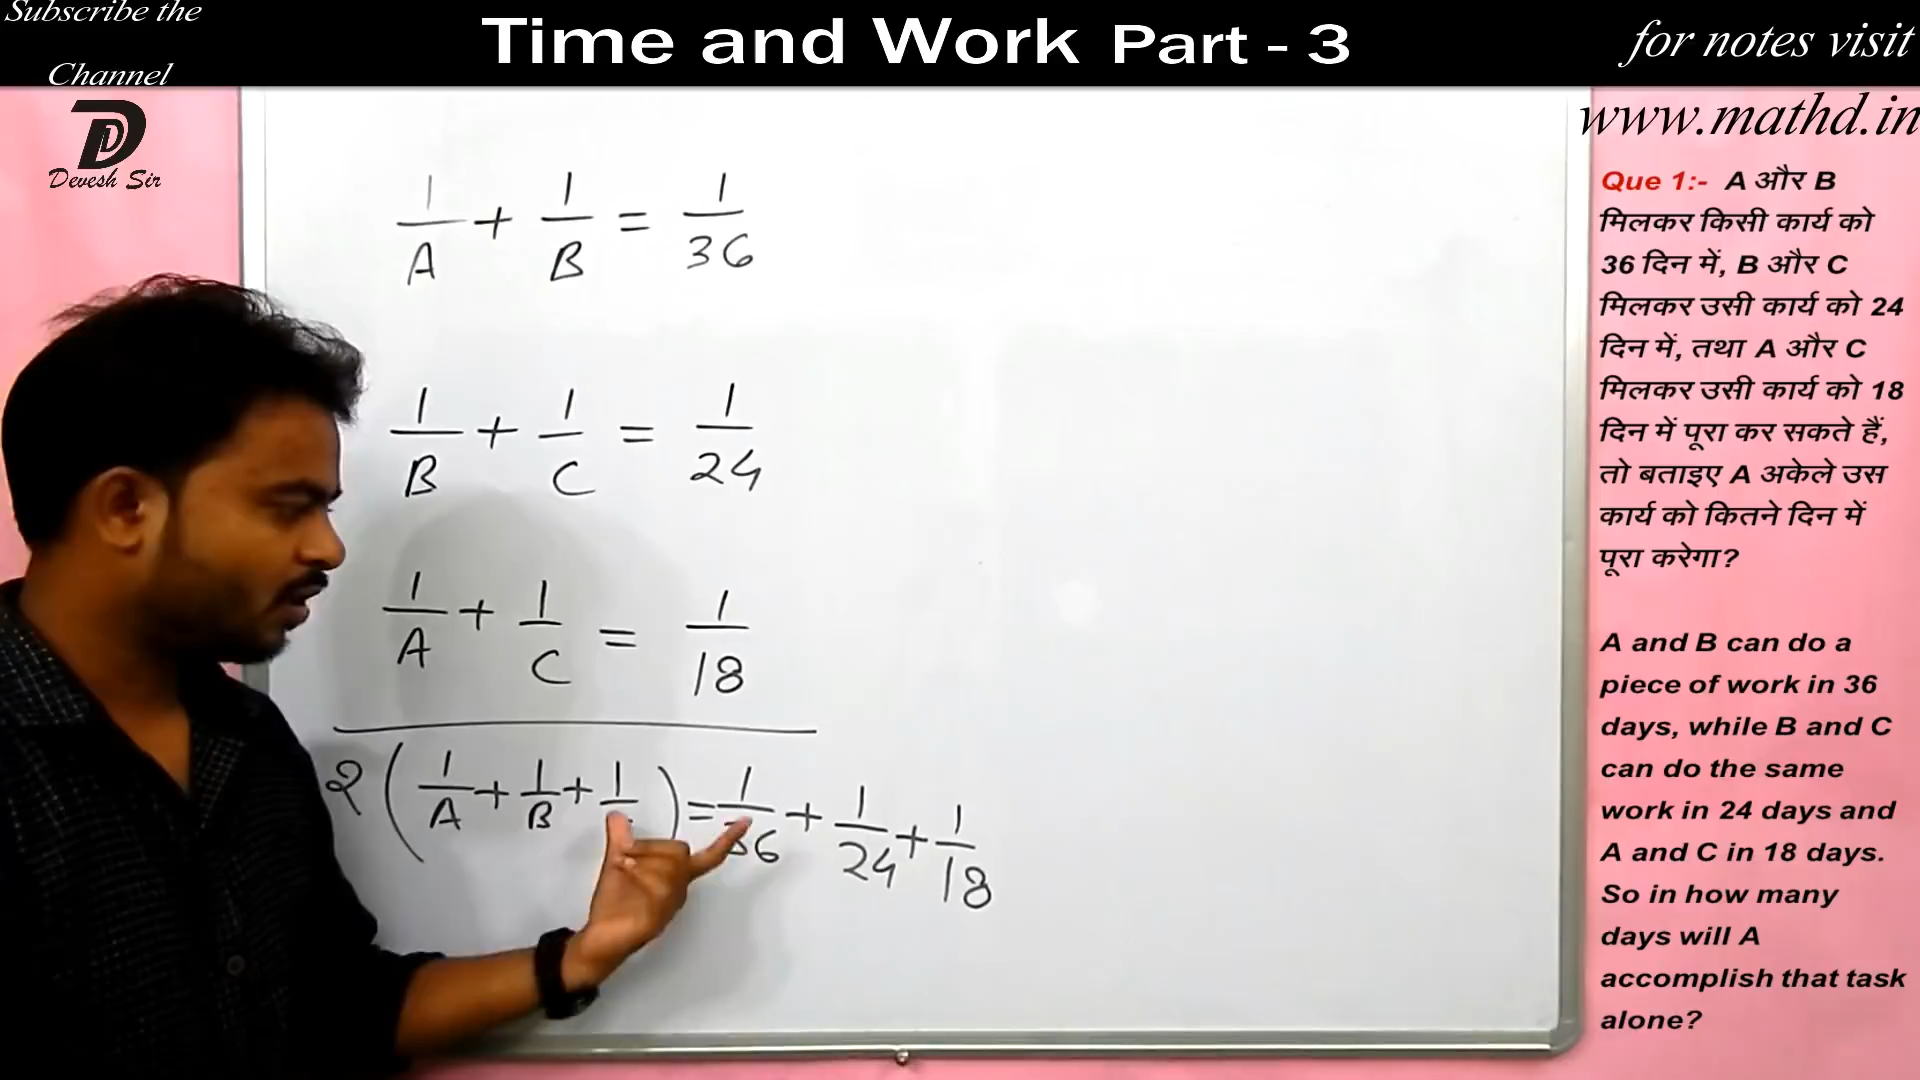 Subscribe the
Channel
Devesh Sir
Time and Work Part - 3
for notes visit
www.mathd.in
1/A + 1/B = 1/36
1/B + 1/C = 1/24
1/A + 1/C = 1/18
2 ( 1/A + 1/B + 1/ ) = 1/36 + 1/24 + 1/18
Que 1:- A और B
मिलकर किसी कार्य को
36 दिन में, B और C
मिलकर उसी कार्य को 24
दिन में, तथा A और C
मिलकर उसी कार्य को 18
दिन में पूरा कर सकते हैं,
तो बताइए A अकेले उस
कार्य को कितने दिन में
पूरा करेगा?
A and B can do a
piece of work in 36
days, while B and C
can do the same
work in 24 days and
A and C in 18 days.
So in how many
days will A
accomplish that task
alone?